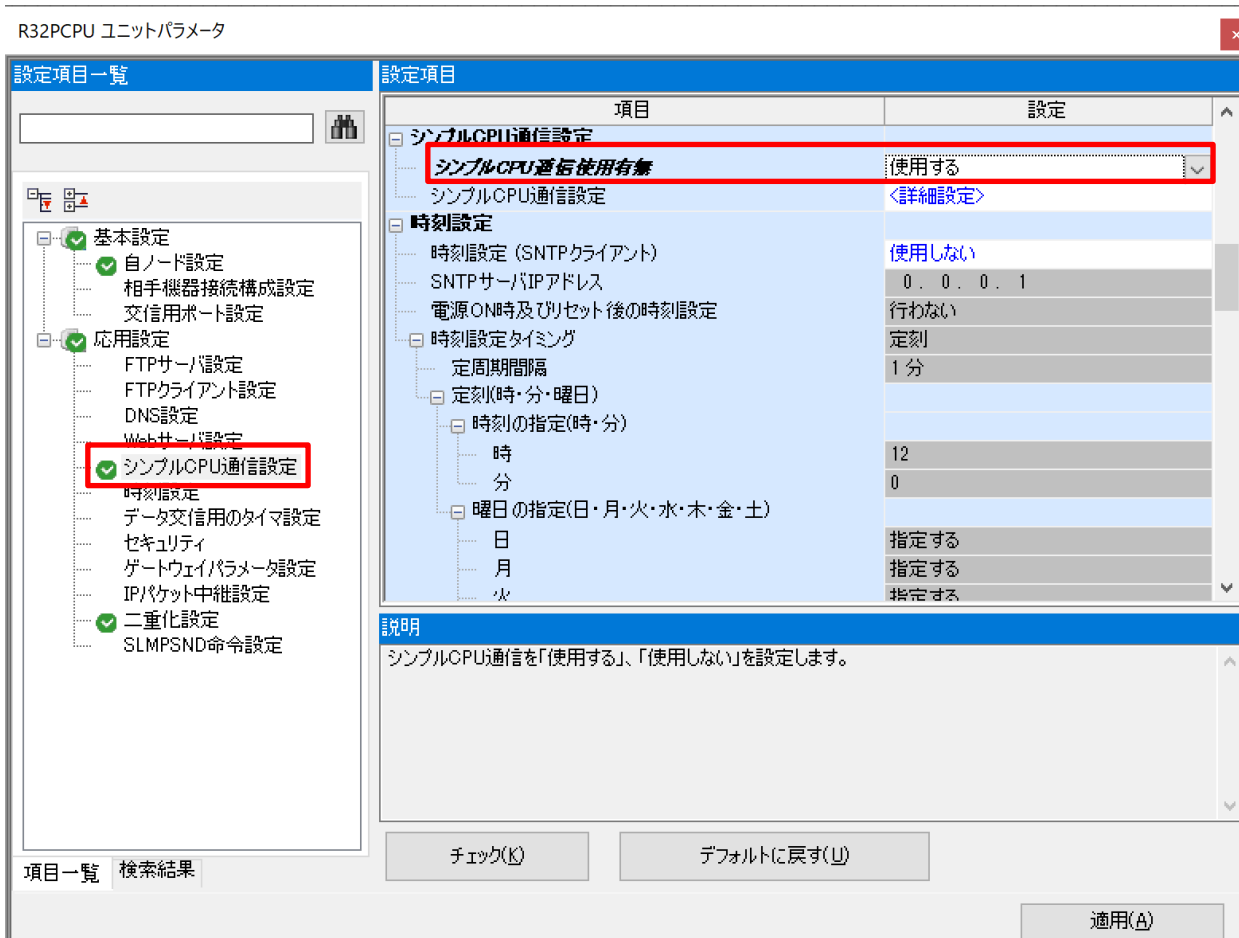 R32PCPU ユニットパラメータ
設定項目一覧
基本設定
自ノード設定
相手機器接続構成設定
交信用ポート設定
応用設定
FTPサーバ設定
FTPクライアント設定
DNS設定
Webサーバ設定
シンプルCPU通信設定
時刻設定
データ交信用のタイマ設定
セキュリティ
ゲートウェイパラメータ設定
IPパケット中継設定
二重化設定
SLMPSND命令設定
項目一覧 検索結果
設定項目
項目 設定
シンプルCPU通信設定
シンプルCPU通信使用有無 使用する
シンプルCPU通信設定 <詳細設定>
時刻設定
時刻設定（SNTPクライアント） 使用しない
SNTPサーバIPアドレス 0 . 0 . 0 . 1
電源ON時及びリセット後の時刻設定 行わない
時刻設定タイミング 定刻
定周期間隔 1 分
定刻(時・分・曜日)
時刻の指定(時・分)
時 12
分 0
曜日の指定(日・月・火・水・木・金・土)
日 指定する
月 指定する
火 指定する
説明
シンプルCPU通信を「使用する」、「使用しない」を設定します。
チェック(K) デフォルトに戻す(U)
適用(A)